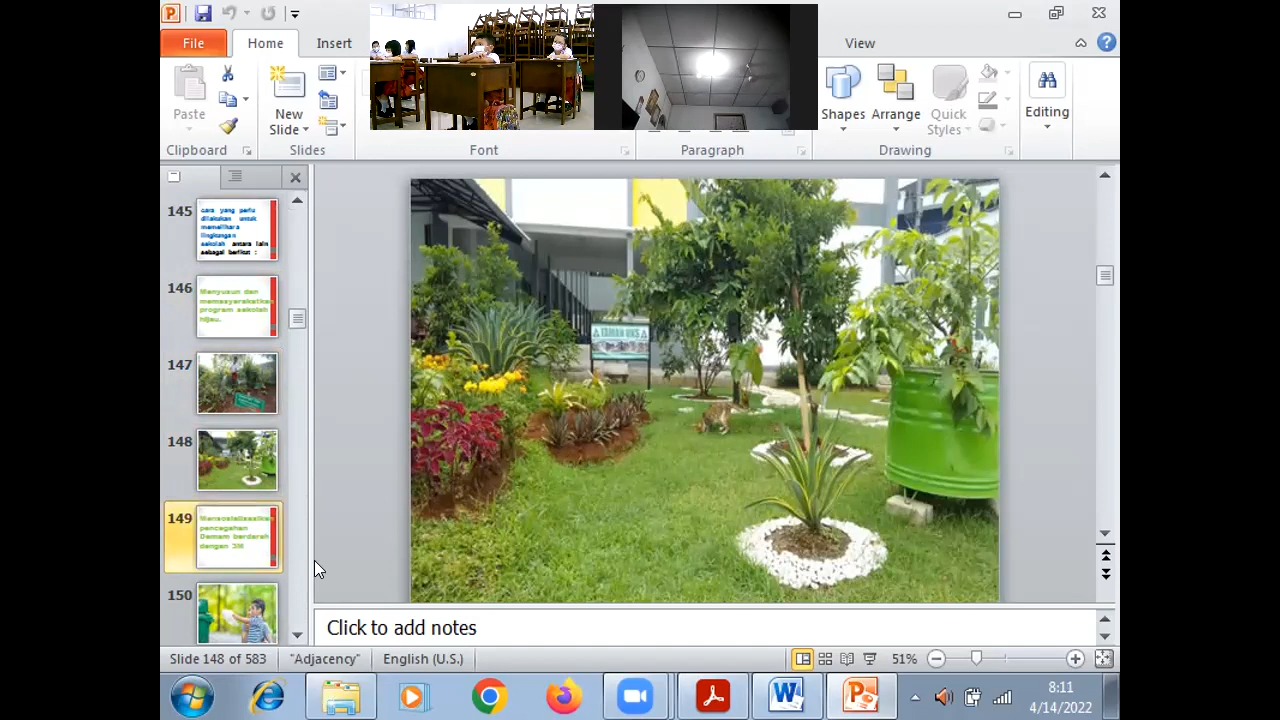 File
Home
Insert
View
Paste
New
Slide
Shapes
Arrange
Quick
Styles
Editing
Clipboard
Slides
Font
Paragraph
Drawing
145
cara yang perlu
dilakukan untuk
memelihara
lingkungan
sekolah antara lain
sebagai berikut :
146
Menyusun dan
memasyarakatkan
program sekolah
hijau.
147
148
149
Mensosialisasikan
pencegahan
Demam berdarah
dengan 3M
150
TAMAN UKS
Click to add notes
Slide 148 of 583
"Adjacency"
English (U.S.)
51%
8:11
4/14/2022